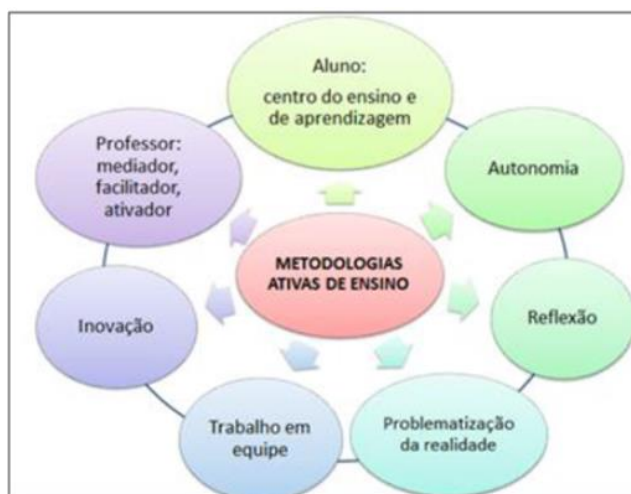 Aluno:
centro do ensino e
de aprendizagem
Autonomia
Reflexão
Problematização
da realidade
Trabalho em
equipe
Inovação
Professor:
mediador,
facilitador,
ativador
METODOLOGIAS
ATIVAS DE ENSINO